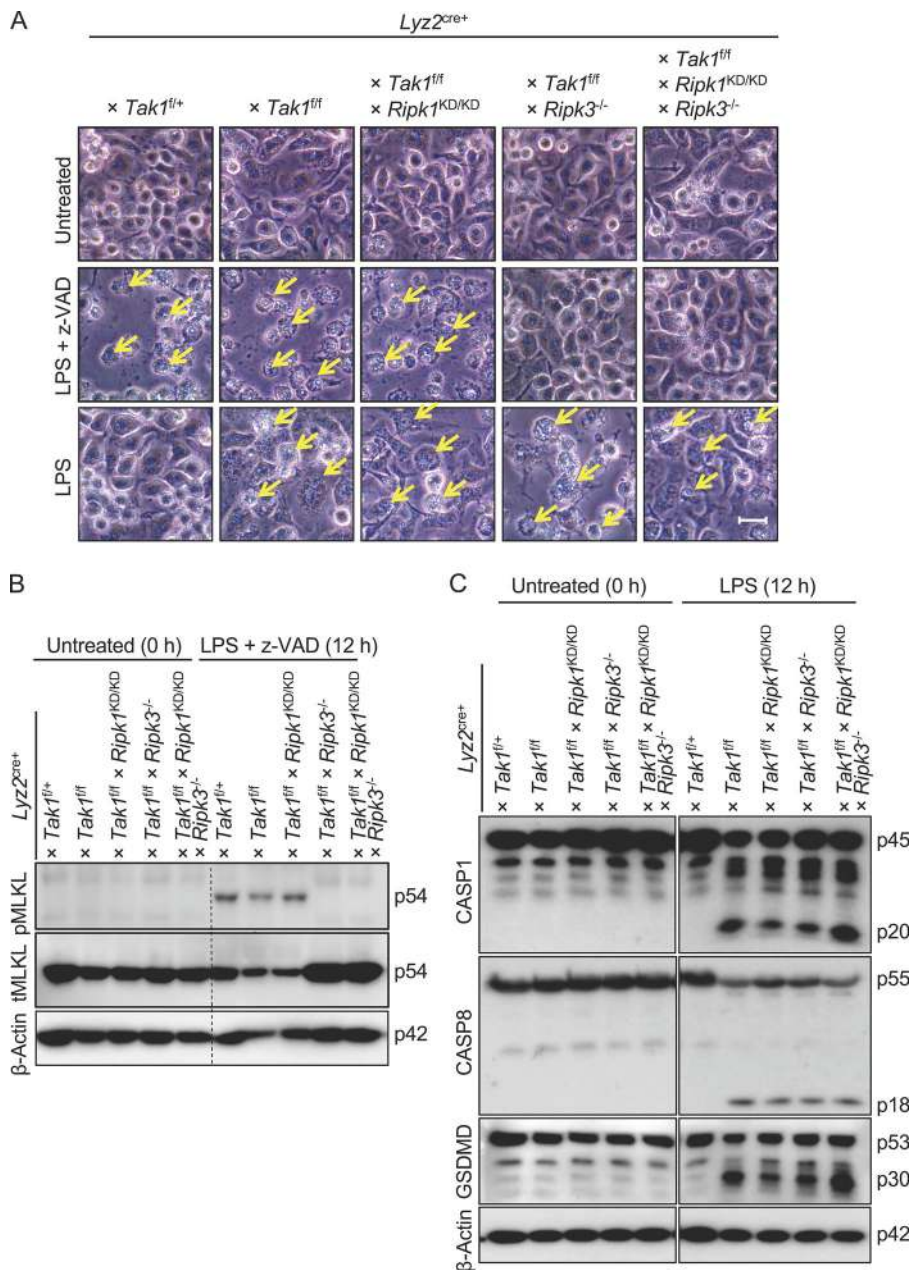 A
Lyz2cre+
× Tak1f/+
× Tak1f/f
× Tak1f/f
× Ripk1KD/KD
× Tak1f/f
× Ripk3-/-
× Tak1f/f
× Ripk1KD/KD
× Ripk3-/-
Untreated
LPS + z-VAD
LPS
B
Untreated (0 h)
LPS + z-VAD (12 h)
Lyz2cre+
× Tak1f/+
× Tak1f/f
× Tak1f/f × Ripk1KD/KD
× Tak1f/f × Ripk3-/-
× Tak1f/f × Ripk1KD/KD
× Ripk3-/-
× Tak1f/+
× Tak1f/f
× Tak1f/f × Ripk1KD/KD
× Tak1f/f × Ripk3-/-
× Tak1f/f × Ripk1KD/KD
× Ripk3-/-
pMLKL
p54
tMLKL
p54
β-Actin
p42
C
Untreated (0 h)
LPS (12 h)
Lyz2cre+
× Tak1f/+
× Tak1f/f
× Tak1f/f × Ripk1KD/KD
× Tak1f/f × Ripk3-/-
× Tak1f/f × Ripk1KD/KD
× Ripk3-/-
× Tak1f/+
× Tak1f/f
× Tak1f/f × Ripk1KD/KD
× Tak1f/f × Ripk3-/-
× Tak1f/f × Ripk1KD/KD
× Ripk3-/-
CASP1
p45
p20
CASP8
p55
p18
GSDMD
p53
p30
β-Actin
p42